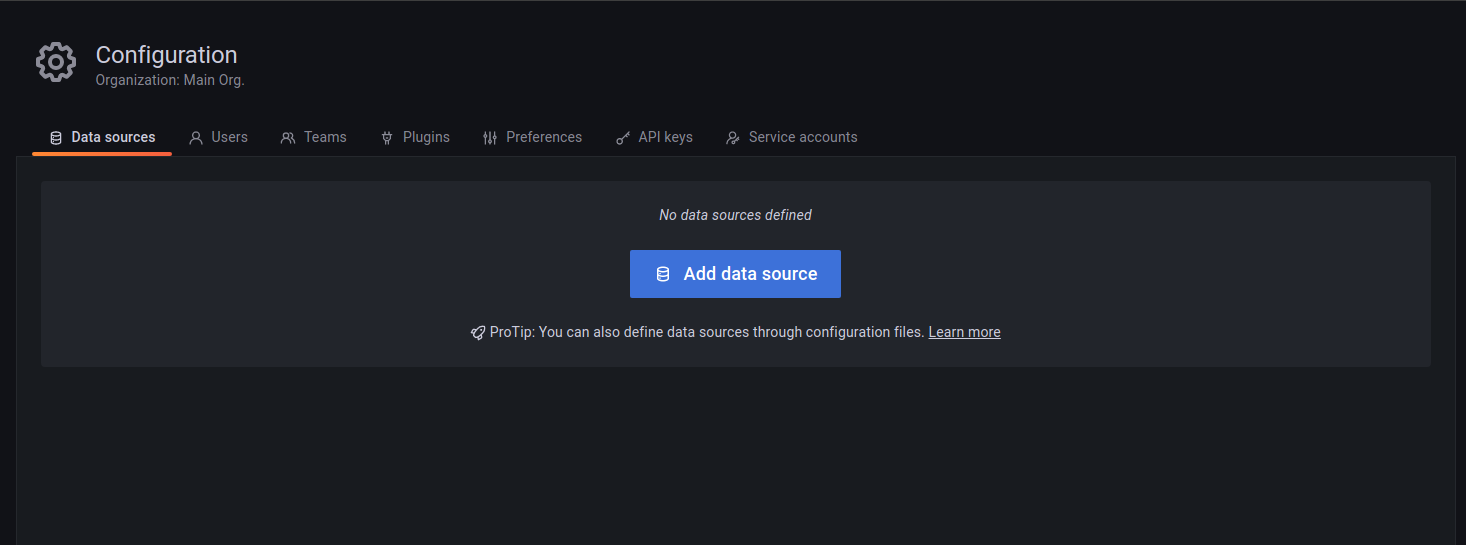 Configuration
Organization: Main Org.
Data sources Users Teams Plugins Preferences API keys Service accounts
No data sources defined
Add data source
ProTip: You can also define data sources through configuration files. Learn more